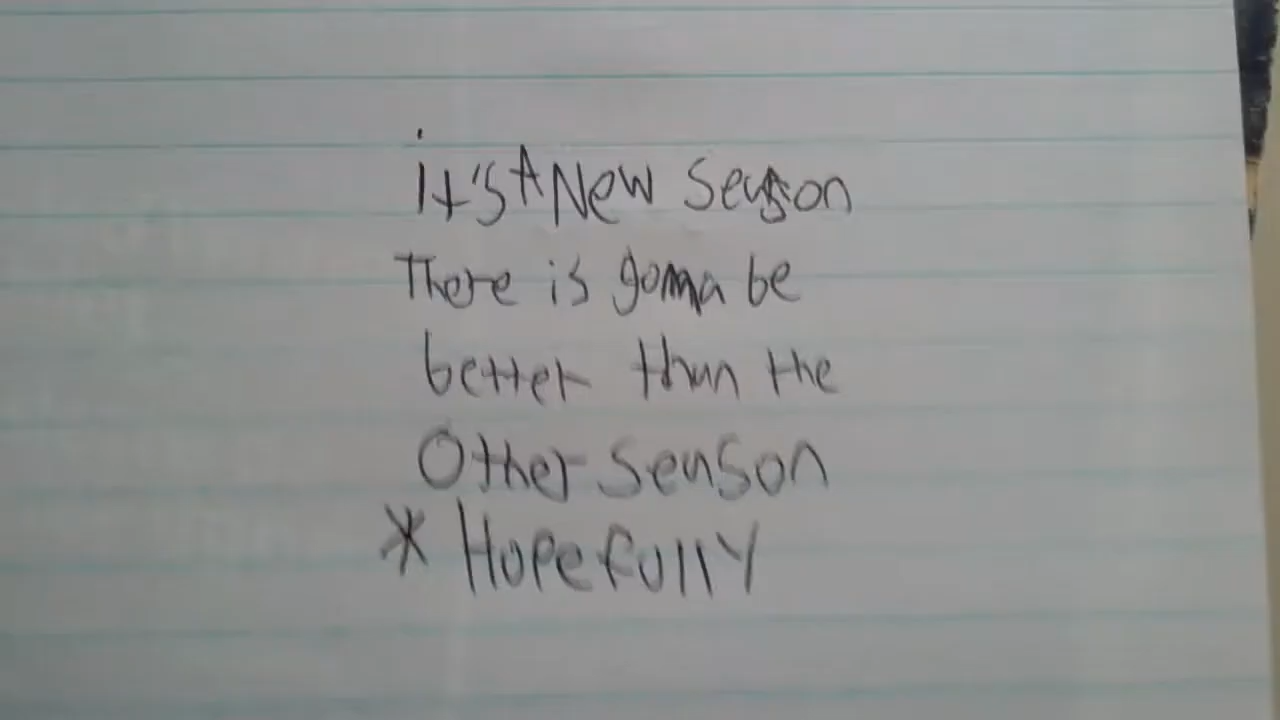 it's A New Season
There is gonna be
better than the
Other season
* Hopefully